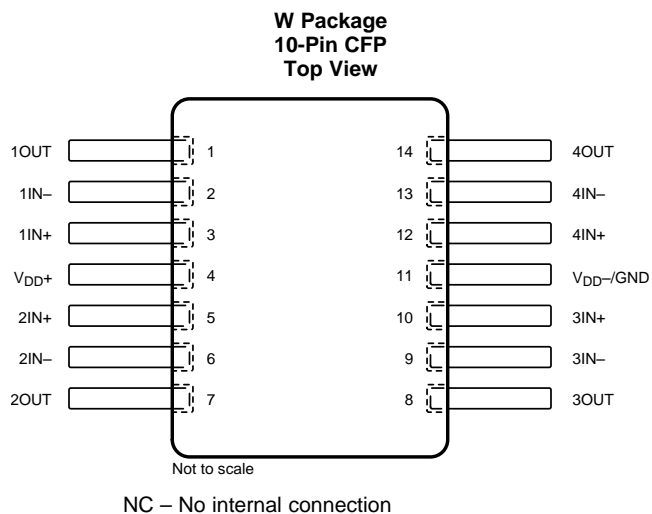 W Package
10-Pin CFP
Top View
1OUT 1 14 4OUT
1IN– 2 13 4IN–
1IN+ 3 12 4IN+
VDD+ 4 11 VDD–/GND
2IN+ 5 10 3IN+
2IN– 6 9 3IN–
2OUT 7 8 3OUT
Not to scale
NC – No internal connection